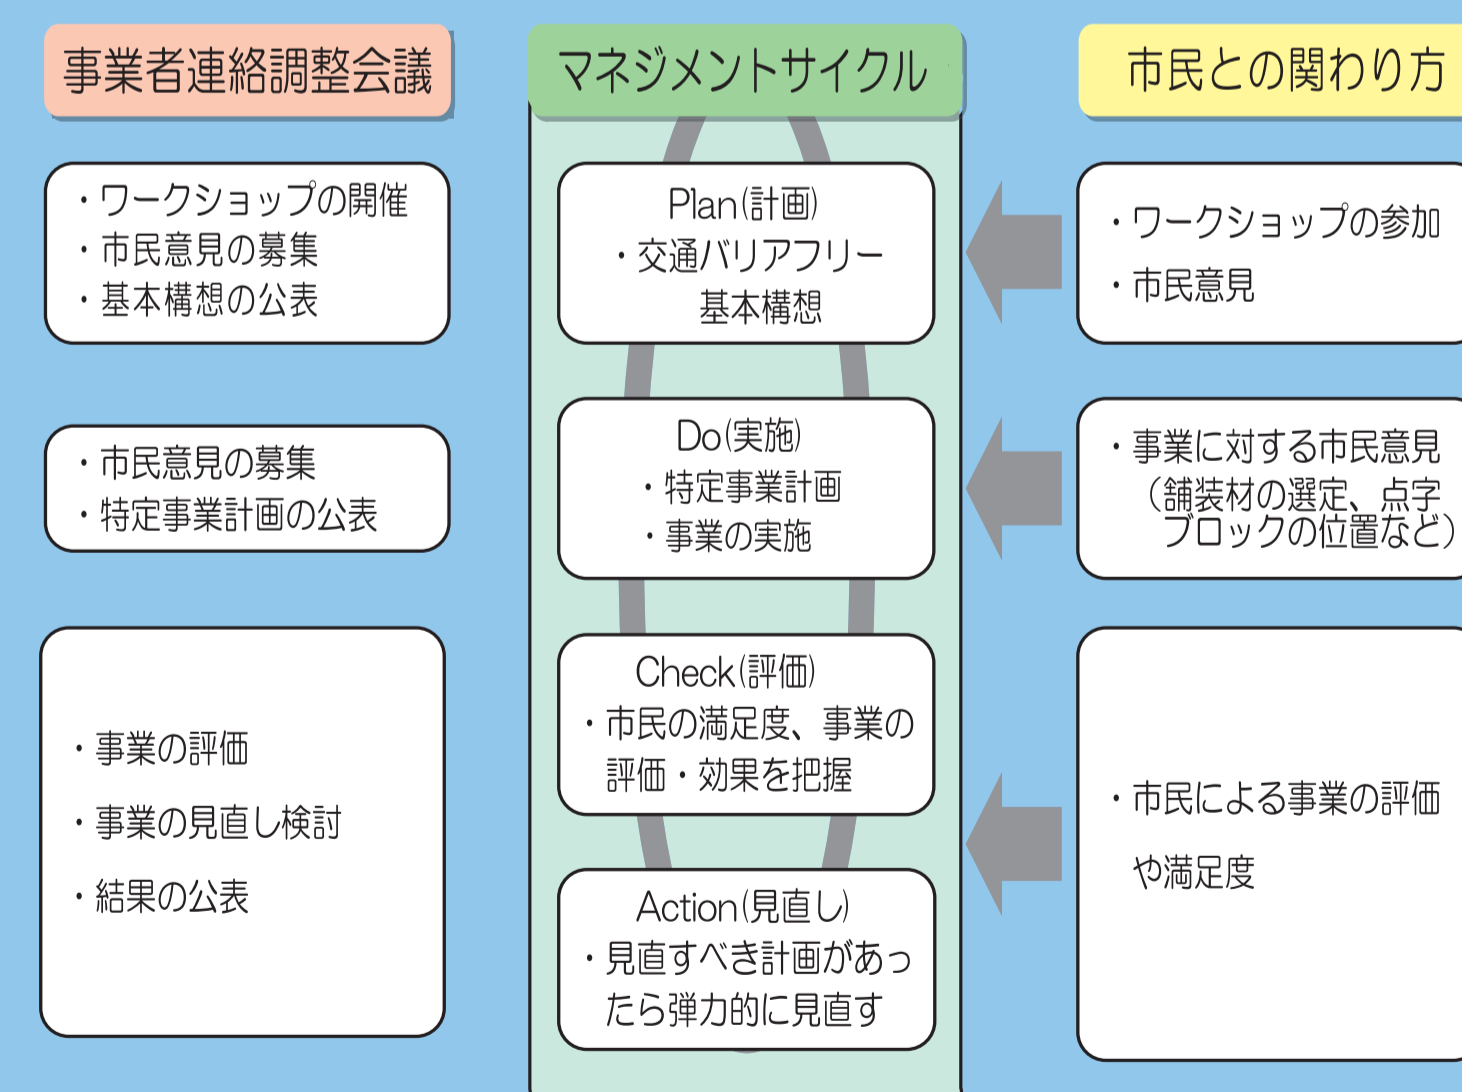 事業者連絡調整会議
・ワークショップの開催
・市民意見の募集
・基本構想の公表
・市民意見の募集
・特定事業計画の公表
・事業の評価
・事業の見直し検討
・結果の公表
マネジメントサイクル
Plan(計画)
・交通バリアフリー
基本構想
Do(実施)
・特定事業計画
・事業の実施
Check(評価)
・市民の満足度、事業の
評価・効果を把握
Action(見直し)
・見直すべき計画があっ
たら弾力的に見直す
市民との関わり方
・ワークショップの参加
・市民意見
・事業に対する市民意見
（舗装材の選定、点字
ブロックの位置など）
・市民による事業の評価
や満足度